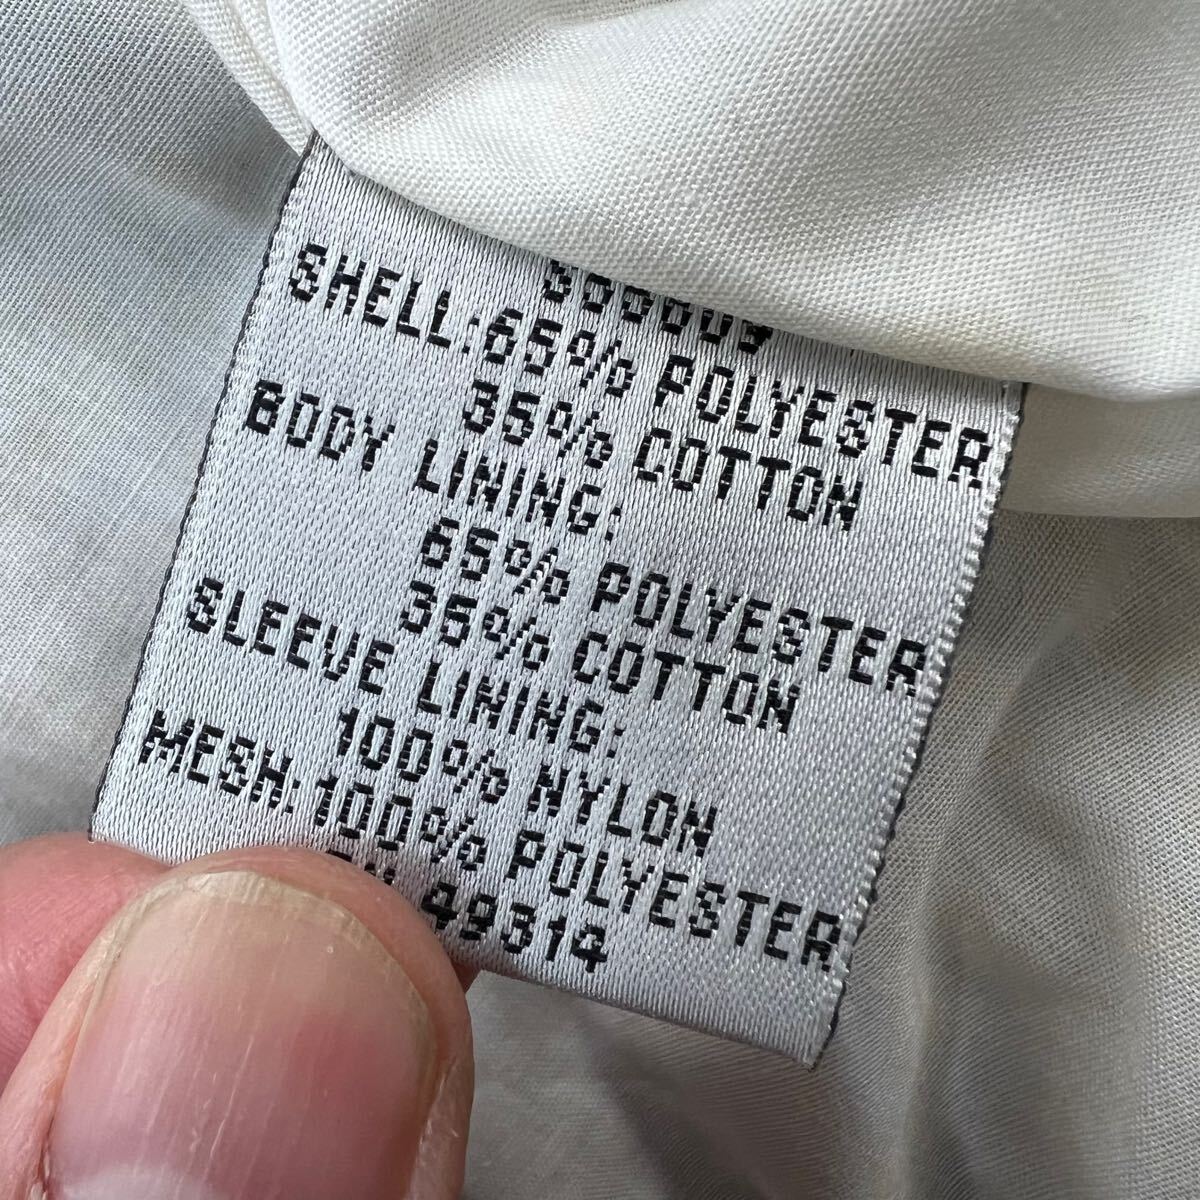 SHELL:65% POLYESTER
35% COTTON
BODY LINING:
65% POLYESTER
35% COTTON
SLEEVE LINING:
100% NYLON
MESH:100% POLYESTER
49314